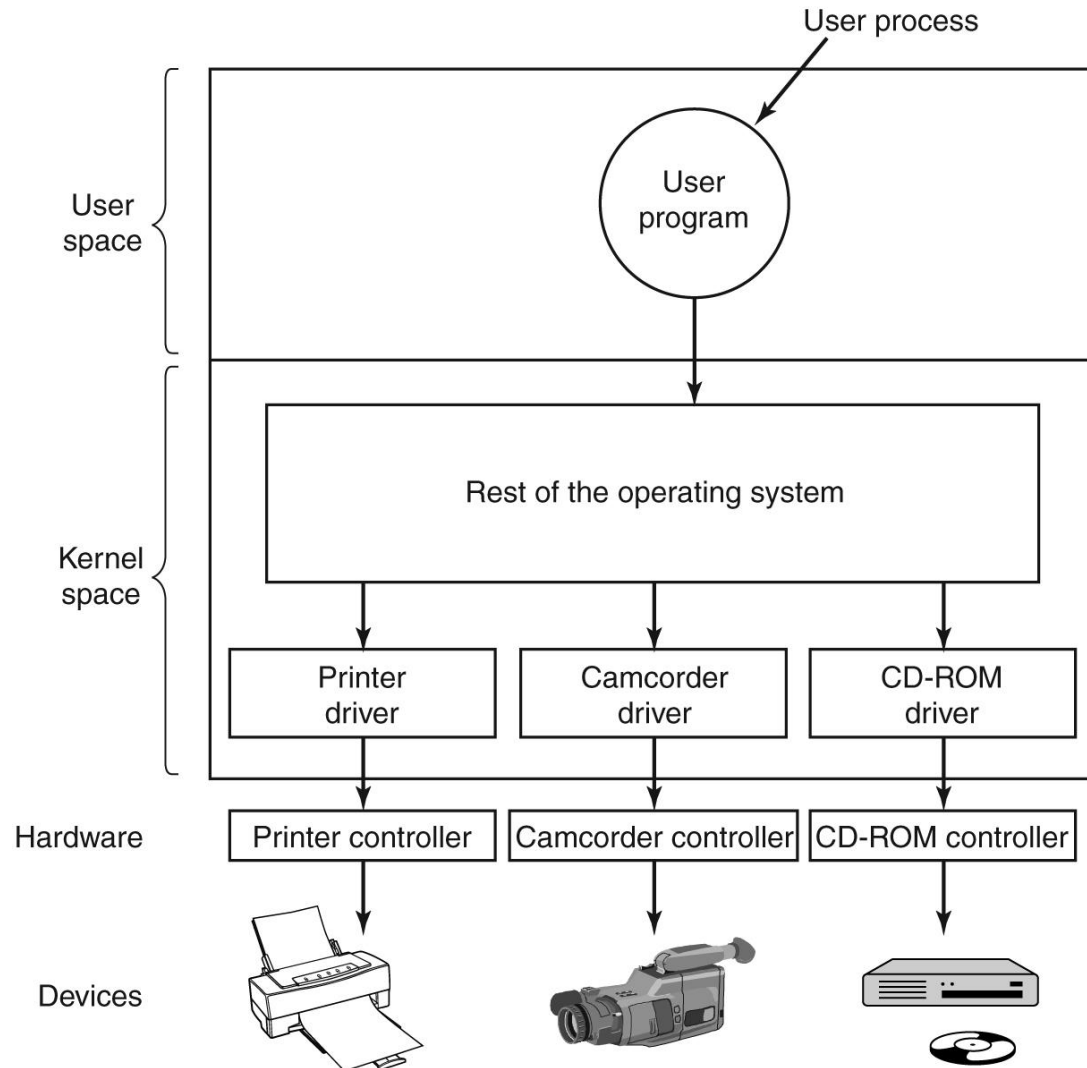 User process
User
program
User
space
Rest of the operating system
Kernel
space
Printer
driver
Camcorder
driver
CD-ROM
driver
Hardware
Printer controller
Camcorder controller
CD-ROM controller
Devices